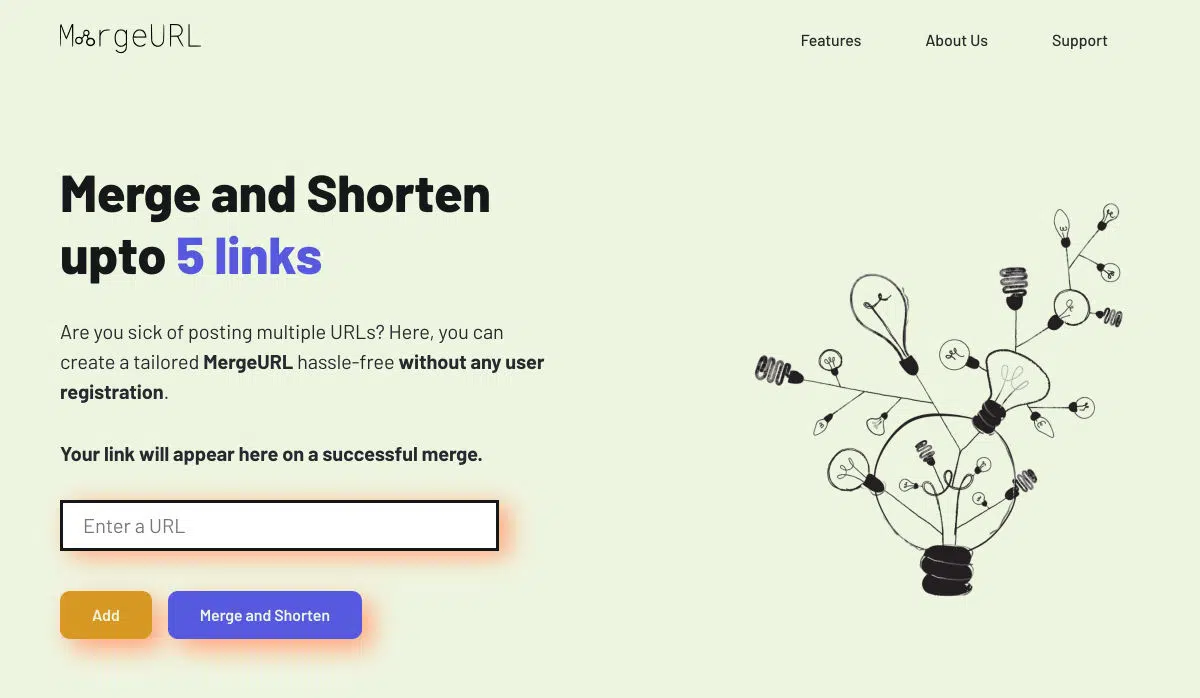 MergeURL
Features
About Us
Support
Merge and Shorten
upto 5 links
Are you sick of posting multiple URLs? Here, you can
create a tailored MergeURL hassle-free without any user
registration.
Your link will appear here on a successful merge.
Enter a URL
Add
Merge and Shorten